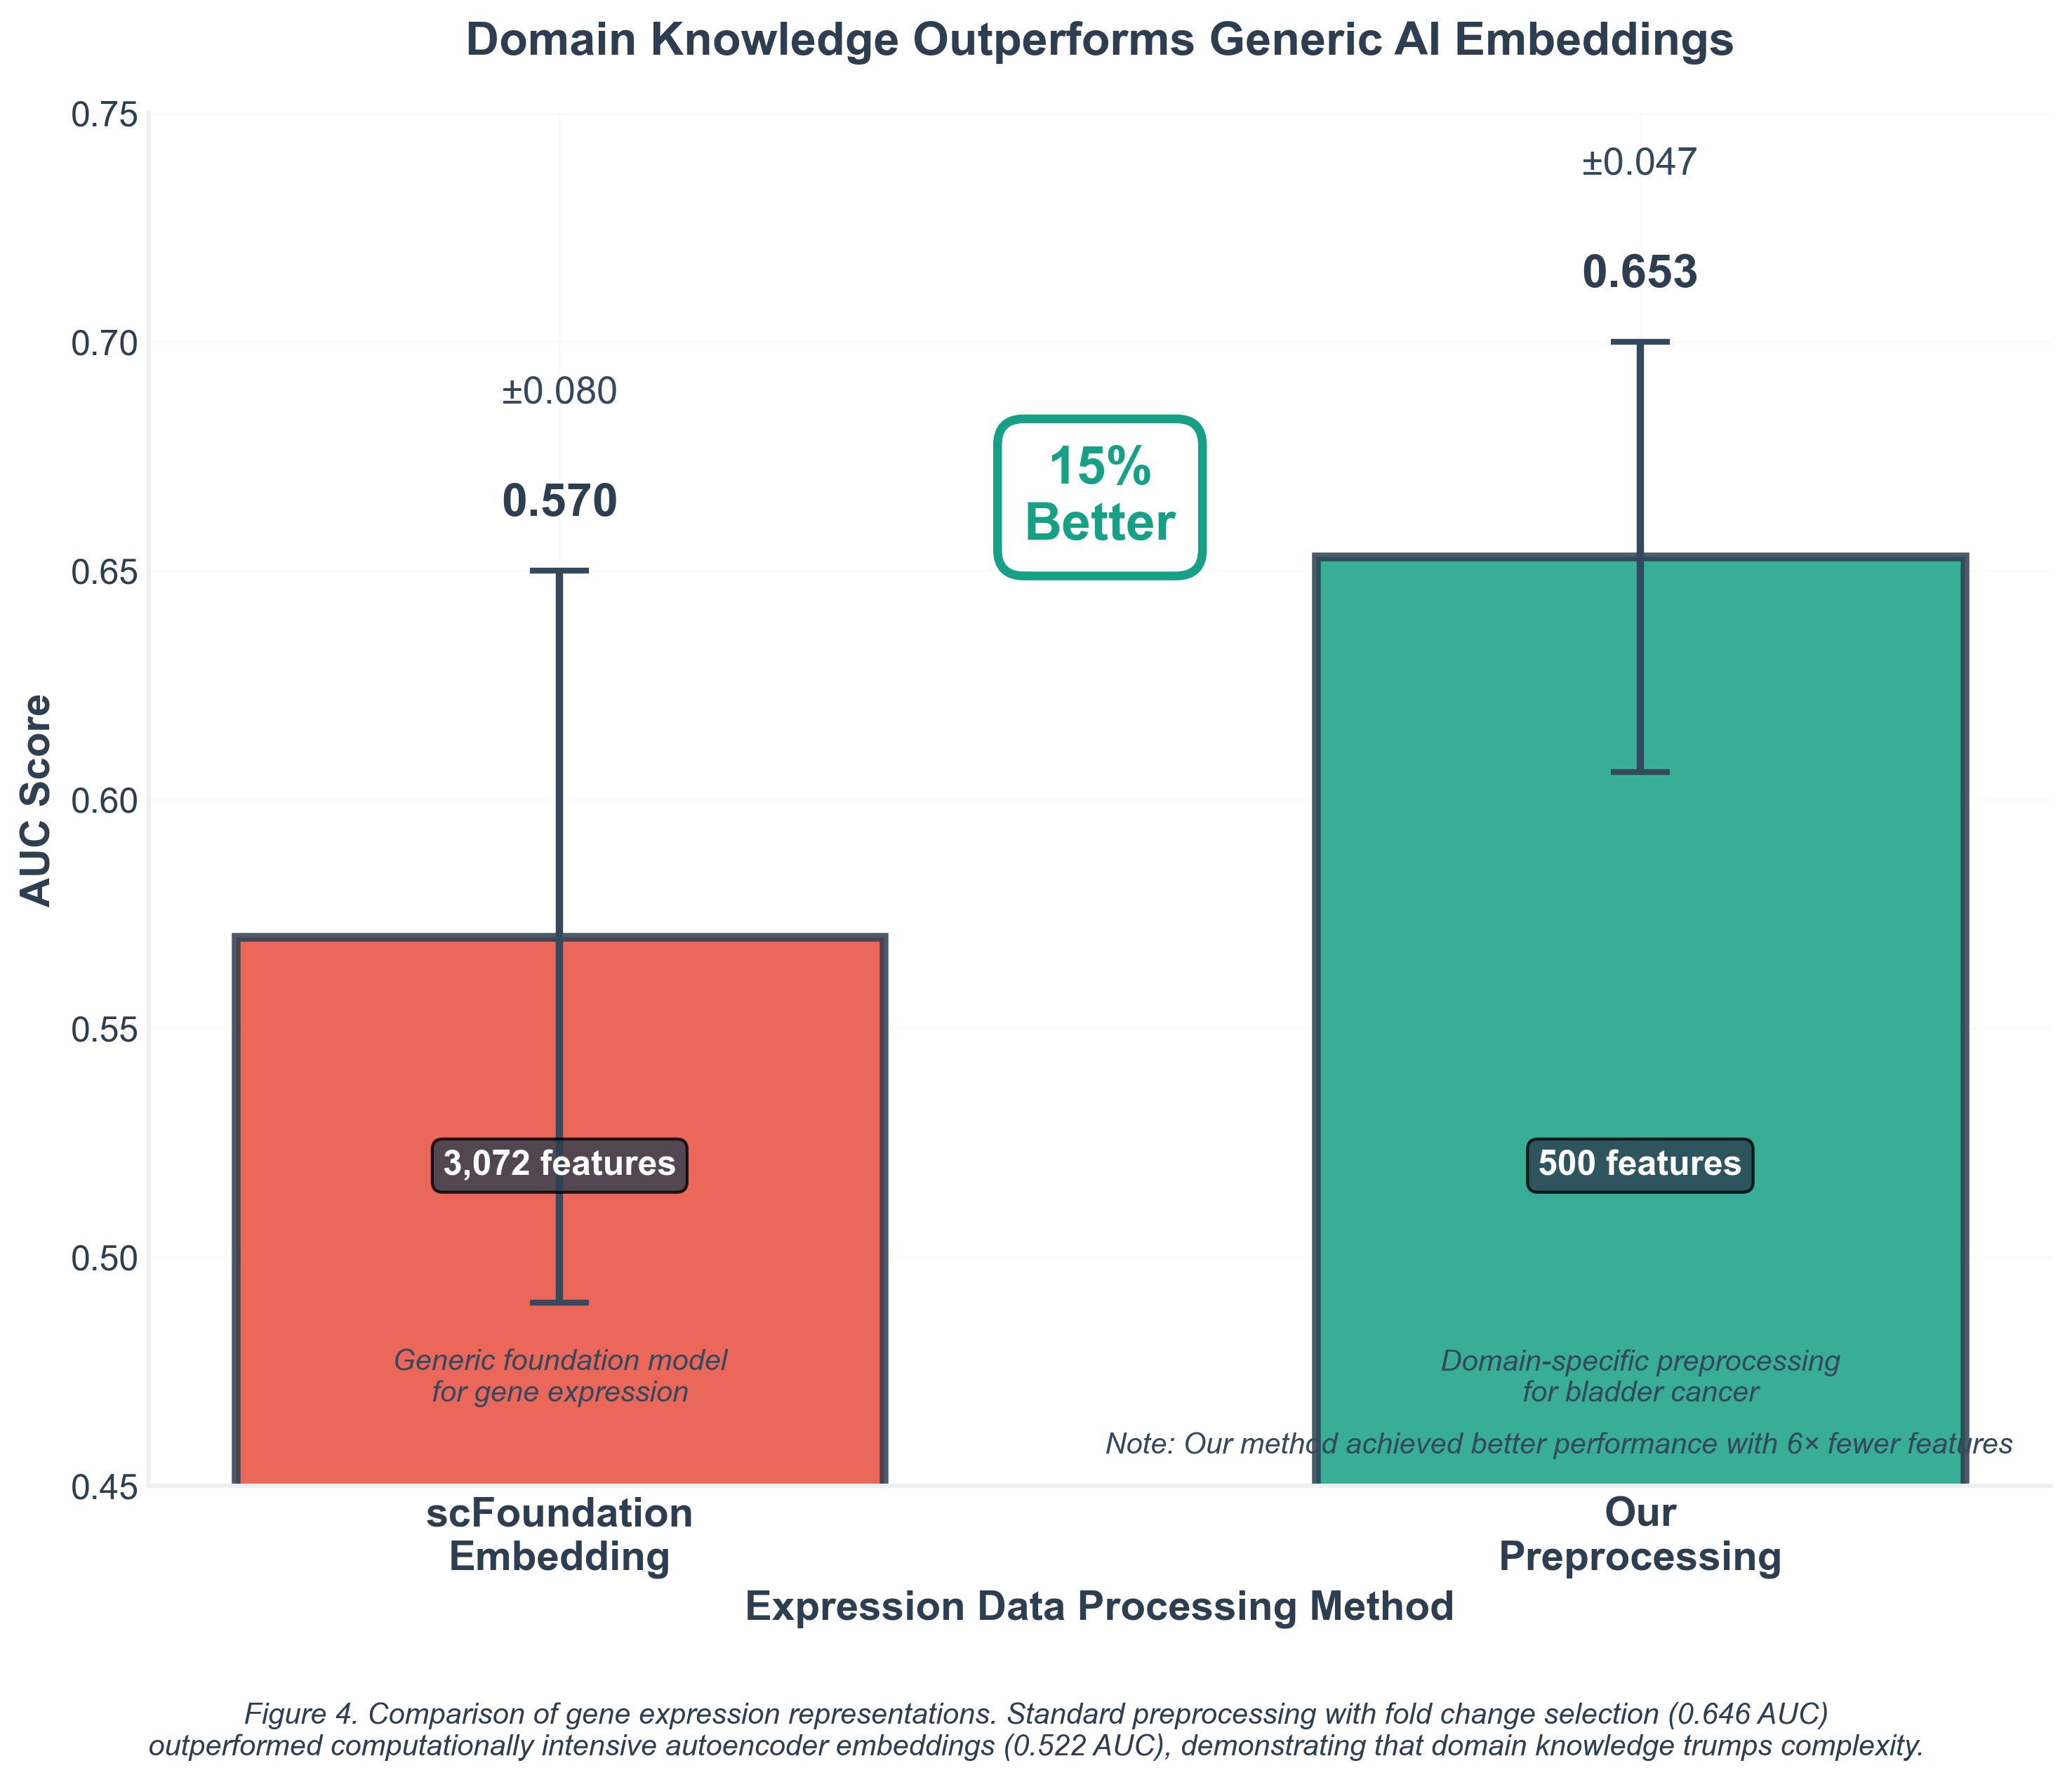 Domain Knowledge Outperforms Generic AI Embeddings
0.75
0.70
0.65
0.60
0.55
0.50
0.45
AUC Score
±0.080
0.570
±0.047
0.653
15%
Better
3,072 features
500 features
Generic foundation model
for gene expression
Domain-specific preprocessing
for bladder cancer
Note: Our method achieved better performance with 6× fewer features
scFoundation
Embedding
Our
Preprocessing
Expression Data Processing Method
Figure 4. Comparison of gene expression representations. Standard preprocessing with fold change selection (0.646 AUC)
outperformed computationally intensive autoencoder embeddings (0.522 AUC), demonstrating that domain knowledge trumps complexity.